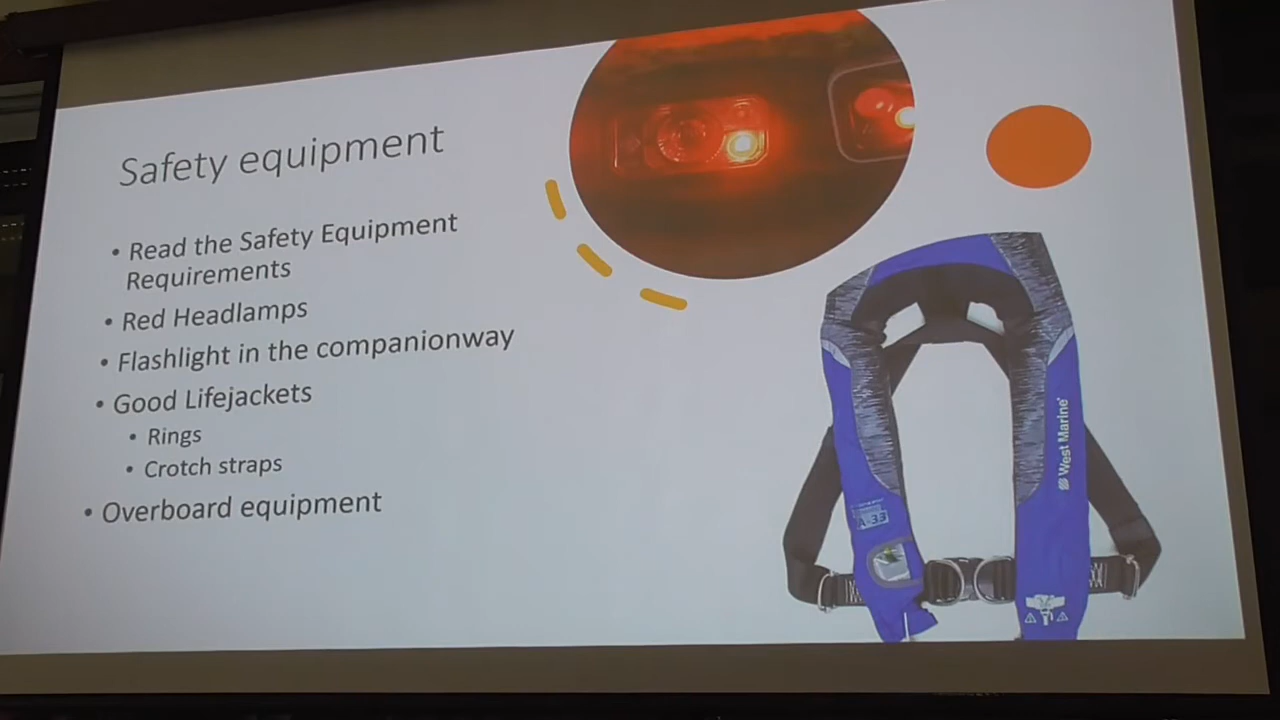 Safety equipment
• Read the Safety Equipment
Requirements
• Red Headlamps
• Flashlight in the companionway
• Good Lifejackets
• Rings
• Crotch straps
• Overboard equipment
West Marine
A-33